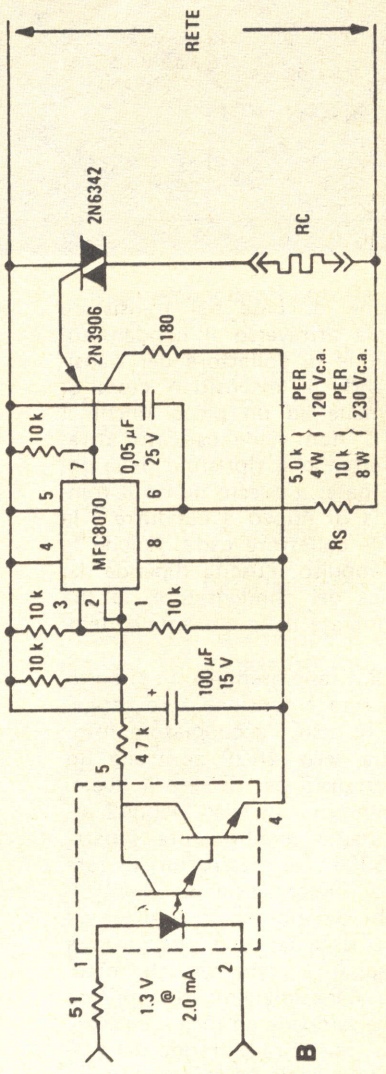 RETE
2N6342
2N3906
RC
180
10 k
0,05 µF
25 V
7
5
6
4
MFC8070
8
3
2
1
10 k
10 k
10 k
5.0 k
4 W
PER
120 Vc.a.
10 k
8 W
PER
230 Vc.a.
RS
+
100 µF
15 V
47 k
5
4
51
1
1.3 V
@
2.0 mA
2
B